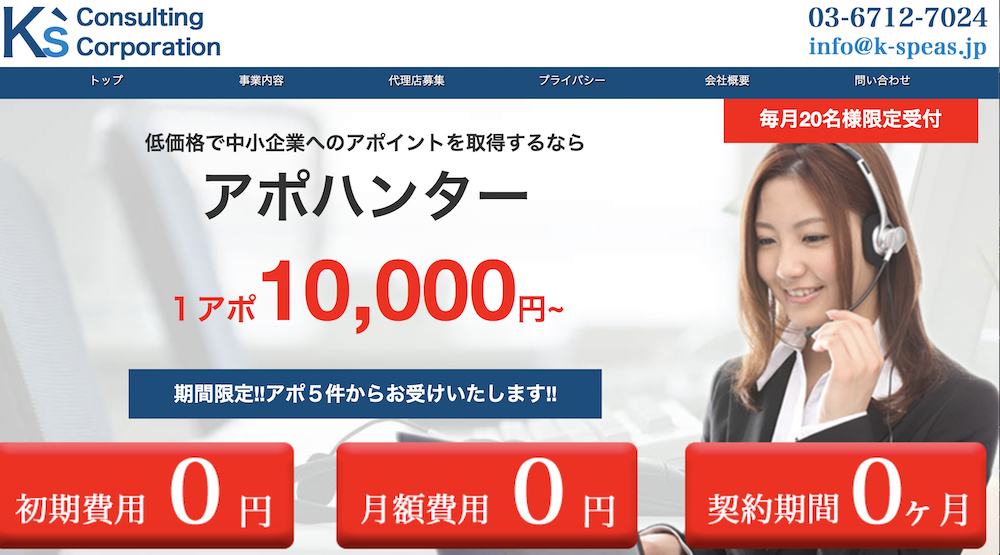 K's Consulting Corporation
03-6712-7024
info@k-speas.jp
トップ 事業内容 代理店募集 プライバシー 会社概要 問い合わせ
毎月20名様限定受付
低価格で中小企業へのアポイントを取得するなら
アポハンター
1アポ10,000円~
期間限定!!アポ5件からお受けいたします!!
初期費用0円 月額費用0円 契約期間0ヶ月